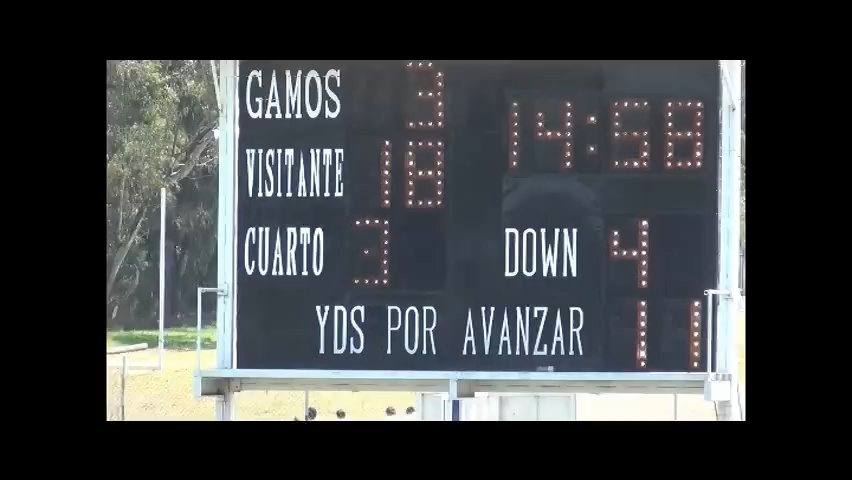 GAMOS 3 14:58
VISITANTE 18
CUARTO 3 DOWN 4
YDS POR AVANZAR 11